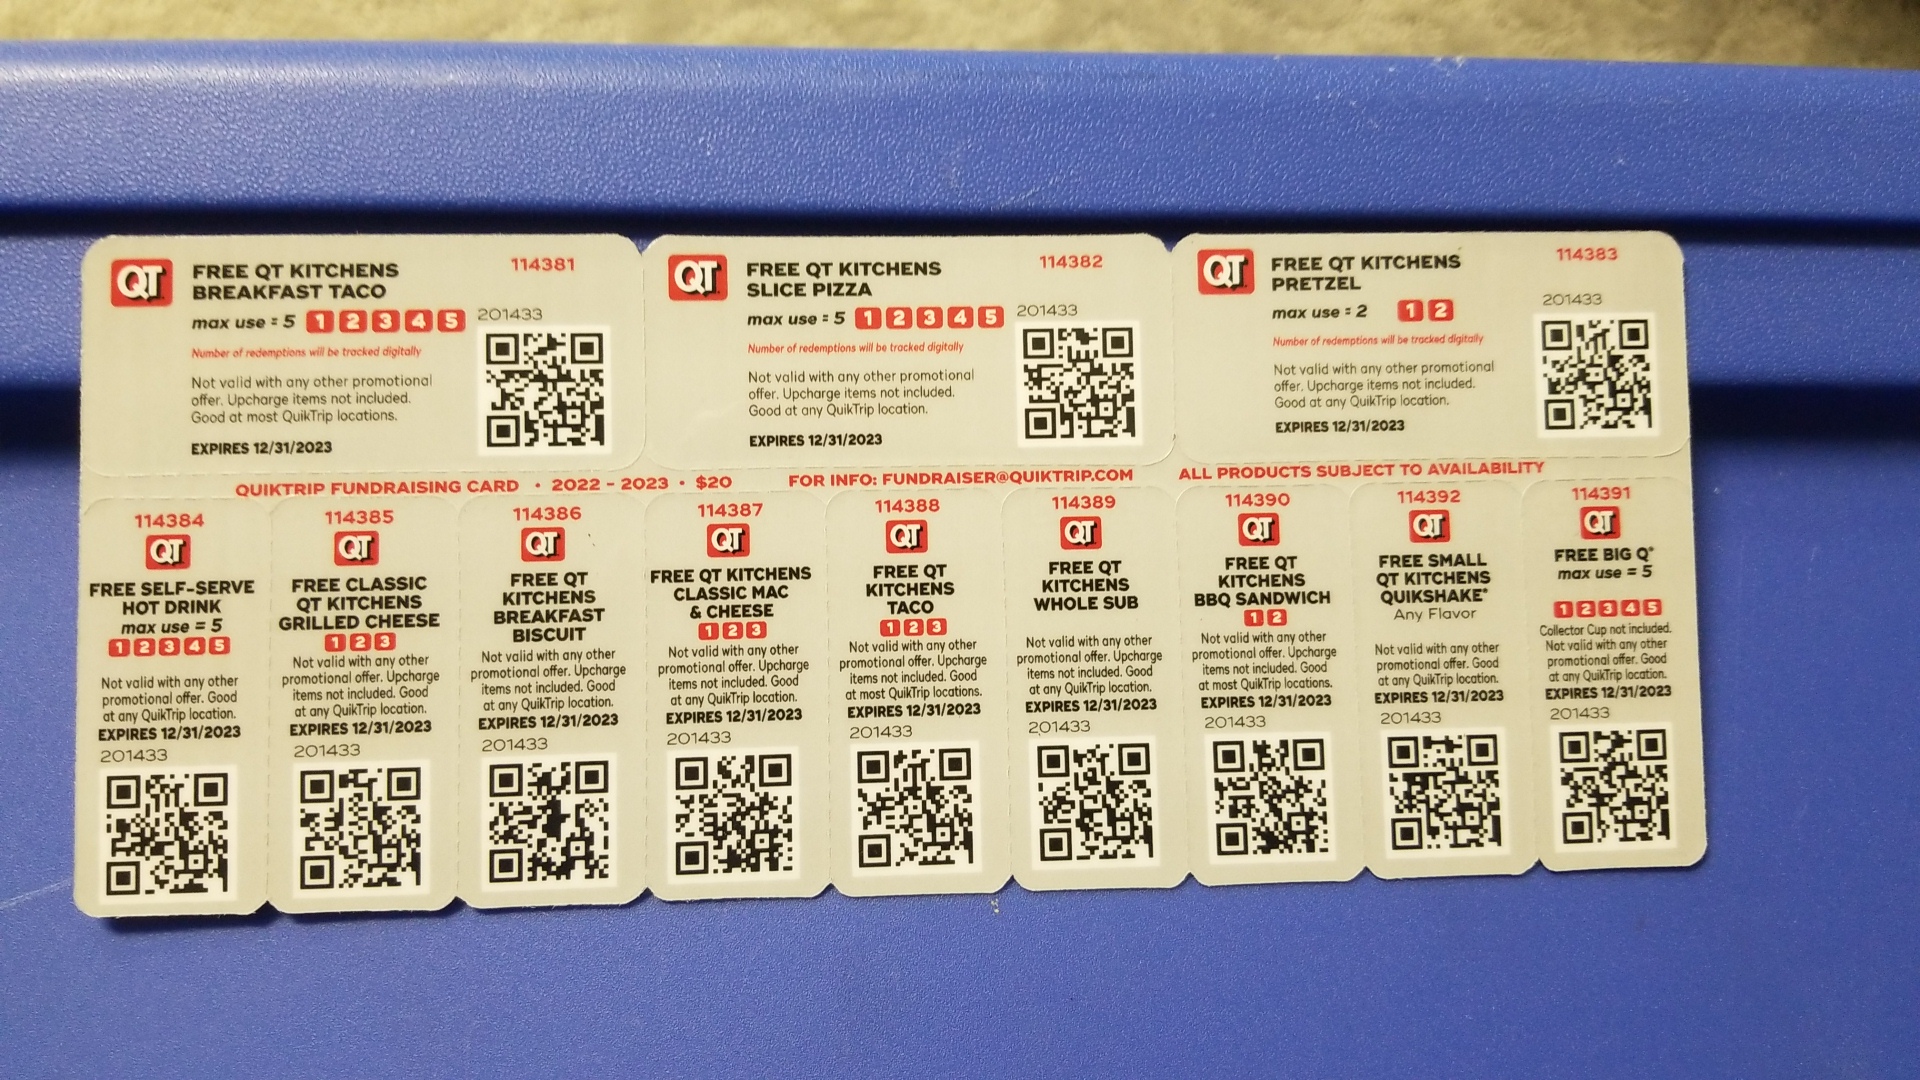 QT
FREE QT KITCHENS
BREAKFAST TACO
114381
max use = 5 1 2 3 4 5
201433
Number of redemptions will be tracked digitally
Not valid with any other promotional
offer. Upcharge items not included.
Good at most QuikTrip locations.
EXPIRES 12/31/2023
QT
FREE QT KITCHENS
SLICE PIZZA
114382
max use = 5 1 2 3 4 5
201433
Number of redemptions will be tracked digitally
Not valid with any other promotional
offer. Upcharge items not included.
Good at any QuikTrip location.
EXPIRES 12/31/2023
QT
FREE QT KITCHENS
PRETZEL
114383
max use = 2 1 2
201433
Number of redemptions will be tracked digitally
Not valid with any other promotional
offer. Upcharge items not included.
Good at any QuikTrip location.
EXPIRES 12/31/2023
QUIKTRIP FUNDRAISING CARD • 2022 - 2023 • $20 FOR INFO: FUNDRAISER@QUIKTRIP.COM ALL PRODUCTS SUBJECT TO AVAILABILITY
114384
QT
FREE SELF-SERVE
HOT DRINK
max use = 5
1 2 3 4 5
Not valid with any other
promotional offer. Good
at any QuikTrip location.
EXPIRES 12/31/2023
201433
114385
QT
FREE CLASSIC
QT KITCHENS
GRILLED CHEESE
1 2 3
Not valid with any other
promotional offer. Upcharge
items not included. Good
at any QuikTrip location.
EXPIRES 12/31/2023
201433
114386
QT
FREE QT
KITCHENS
BREAKFAST
BISCUIT
Not valid with any other
promotional offer. Upcharge
items not included. Good
at any QuikTrip location.
EXPIRES 12/31/2023
201433
114387
QT
FREE QT KITCHENS
CLASSIC MAC
& CHEESE
1 2 3
Not valid with any other
promotional offer. Upcharge
items not included. Good
at any QuikTrip location.
EXPIRES 12/31/2023
201433
114388
QT
FREE QT
KITCHENS
TACO
1 2 3
Not valid with any other
promotional offer. Upcharge
items not included. Good
at most QuikTrip locations.
EXPIRES 12/31/2023
201433
114389
QT
FREE QT
KITCHENS
WHOLE SUB
Not valid with any other
promotional offer. Upcharge
items not included. Good
at any QuikTrip location.
EXPIRES 12/31/2023
201433
114390
QT
FREE QT
KITCHENS
BBQ SANDWICH
1 2
Not valid with any other
promotional offer. Upcharge
items not included. Good
at most QuikTrip locations.
EXPIRES 12/31/2023
201433
114392
QT
FREE SMALL
QT KITCHENS
QUIKSHAKE®
Any Flavor
Not valid with any other
promotional offer. Good
at any QuikTrip location.
EXPIRES 12/31/2023
201433
114391
QT
FREE BIG Q®
max use = 5
1 2 3 4 5
Collector Cup not included.
Not valid with any other
promotional offer. Good
at any QuikTrip location.
EXPIRES 12/31/2023
201433